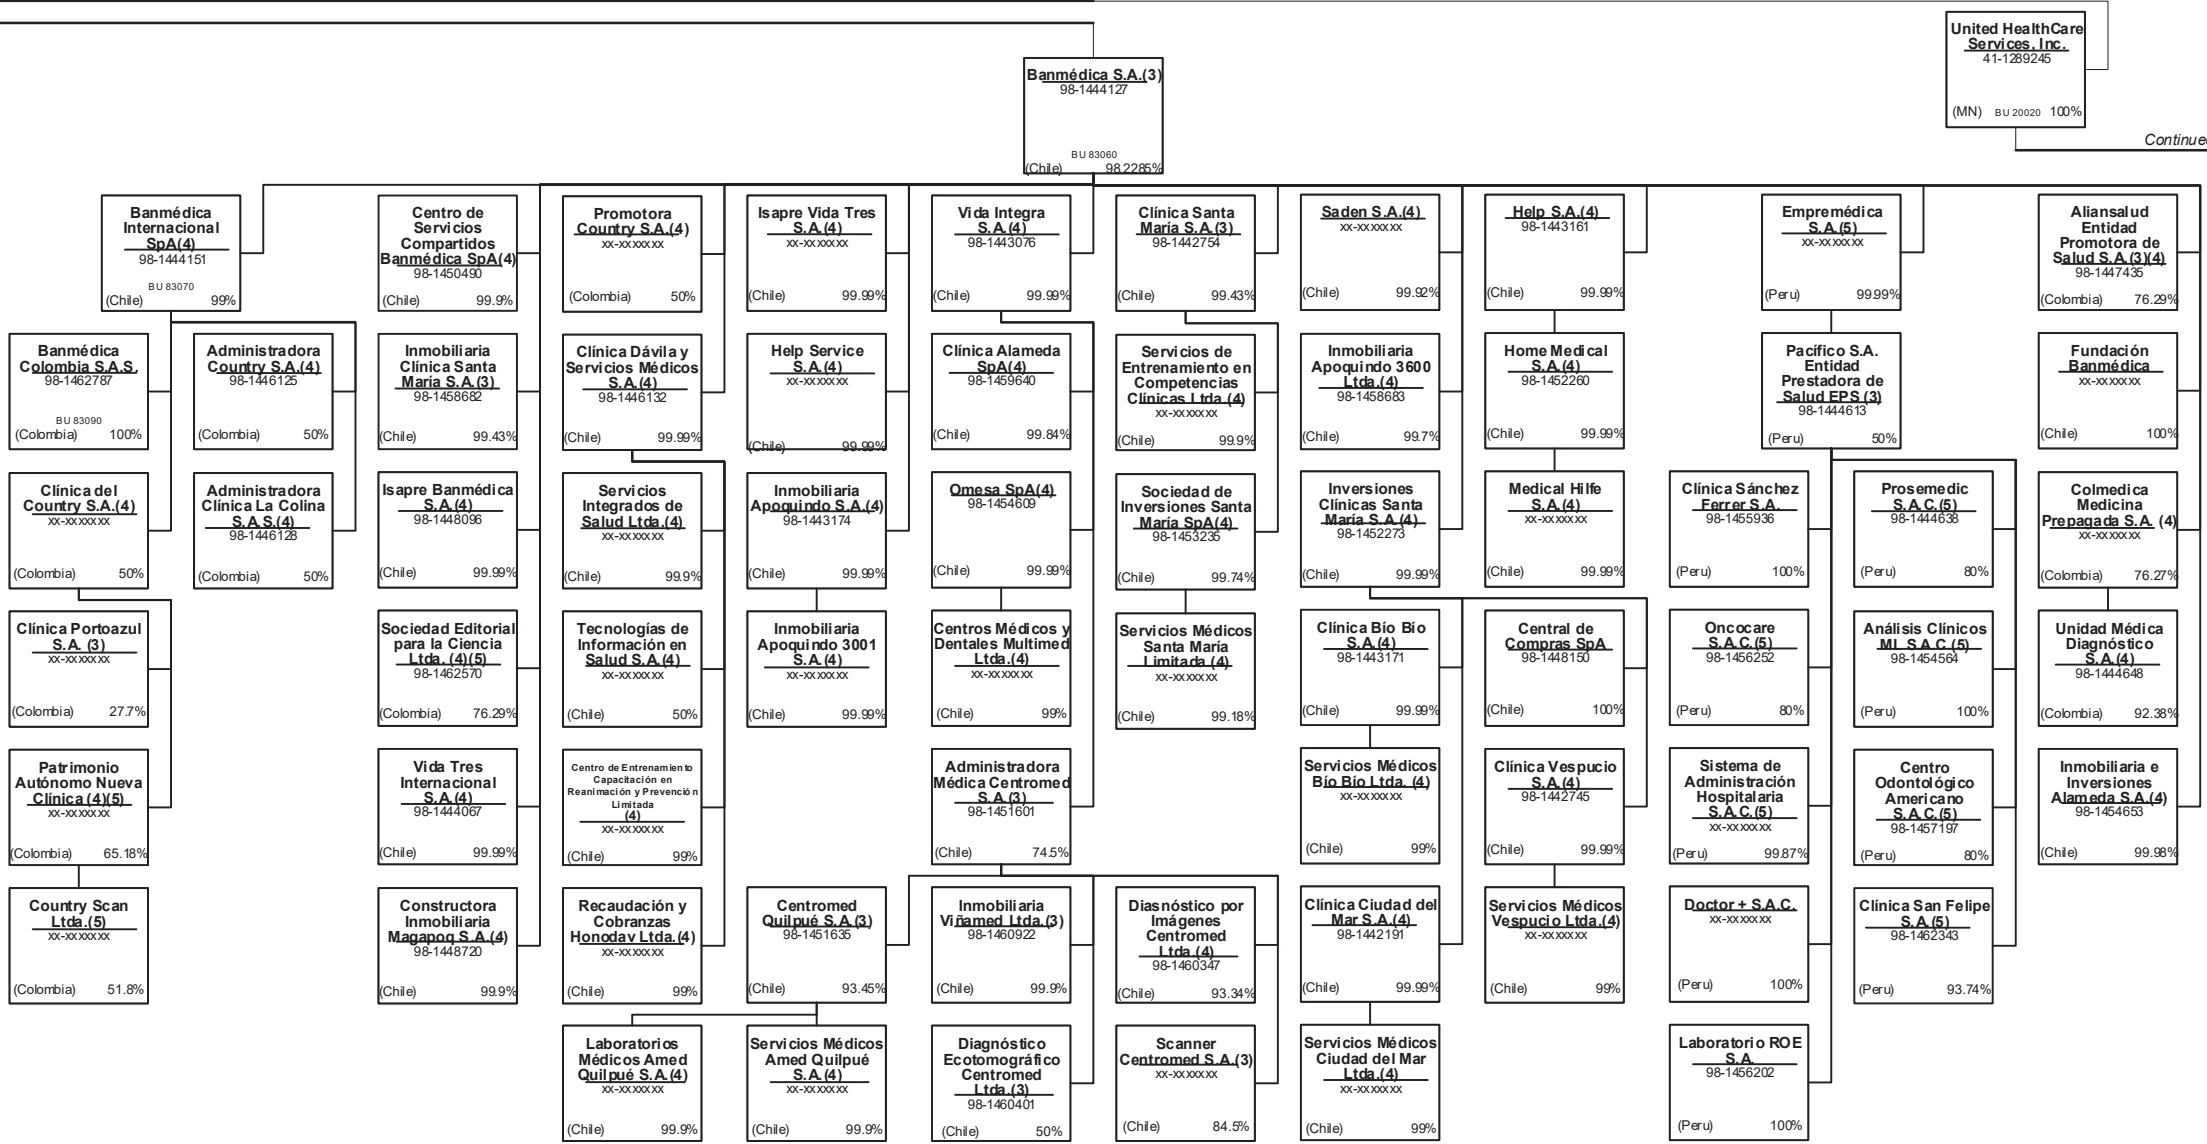 United HealthCare
Services, Inc.
41-1289245
(MN) BU 20020 100%
Continued
Banmédica S.A.(3)
98-1444127
BU 83060
(Chile) 98.2285%
Banmédica
Internacional
SpA(4)
98-1444151
BU 83070
(Chile) 99%
Centro de
Servicios
Compartidos
Banmédica SpA(4)
98-1450490
(Chile) 99.9%
Promotora
Country S.A.(4)
xx-xxxxxxx
(Colombia) 50%
Isapre Vida Tres
S.A.(4)
xx-xxxxxxx
(Chile) 99.99%
Vida Integra
S.A.(4)
98-1443076
(Chile) 99.99%
Clínica Santa
María S.A.(3)
98-1442754
(Chile) 99.43%
Saden S.A.(4)
xx-xxxxxxx
(Chile) 99.92%
Help S.A.(4)
98-1443161
(Chile) 99.99%
Empremédica
S.A.(5)
xx-xxxxxxx
(Peru) 99.99%
Aliansalud
Entidad
Promotora de
Salud S.A.(3)(4)
98-1447435
(Colombia) 76.29%
Banmédica
Colombia S.A.S.
98-1462787
BU 83090
(Colombia) 100%
Administradora
Country S.A.(4)
98-1446125
(Colombia) 50%
Inmobiliaria
Clínica Santa
María S.A.(3)
98-1458682
(Chile) 99.43%
Clínica Dávila y
Servicios Médicos
S.A.(4)
98-1446132
(Chile) 99.99%
Help Service
S.A.(4)
xx-xxxxxxx
(Chile) 99.99%
Clínica Alameda
SpA(4)
98-1459640
(Chile) 99.84%
Servicios de
Entrenamiento en
Competencias
Clínicas Ltda.(4)
xx-xxxxxxx
(Chile) 99.9%
Inmobiliaria
Apoquindo 3600
Ltda.(4)
98-1458683
(Chile) 99.7%
Home Medical
S.A.(4)
98-1452260
(Chile) 99.99%
Pacífico S.A.
Entidad
Prestadora de
Salud EPS (3)
98-1444613
(Peru) 50%
Fundación
Banmédica
xx-xxxxxxx
(Chile) 100%
Clínica del
Country S.A.(4)
xx-xxxxxxx
(Colombia) 50%
Administradora
Clínica La Colina
S.A.S.(4)
98-1446128
(Colombia) 50%
Isapre Banmédica
S.A.(4)
98-1448096
(Chile) 99.99%
Servicios
Integrados de
Salud Ltda.(4)
xx-xxxxxxx
(Chile) 99.9%
Inmobiliaria
Apoquindo S.A.(4)
98-1443174
(Chile) 99.99%
Omesa SpA(4)
98-1454609
(Chile) 99.99%
Sociedad de
Inversiones Santa
María SpA(4)
98-1453235
(Chile) 99.74%
Inversiones
Clínicas Santa
María S.A.(4)
98-1452273
(Chile) 99.99%
Medical Hilfe
S.A.(4)
xx-xxxxxxx
(Chile) 99.99%
Clínica Sánchez
Ferrer S.A.
98-1455936
(Peru) 100%
Prosemedic
S.A.C.(5)
98-1444638
(Peru) 80%
Colmedica
Medicina
Prepagada S.A. (4)
xx-xxxxxxx
(Colombia) 76.27%
Clínica Portoazul
S.A. (3)
xx-xxxxxxx
(Colombia) 27.7%
Sociedad Editorial
para la Ciencia
Ltda. (4)(5)
98-1462570
(Colombia) 76.29%
Tecnologías de
Información en
Salud S.A.(4)
xx-xxxxxxx
(Chile) 50%
Inmobiliaria
Apoquindo 3001
S.A.(4)
xx-xxxxxxx
(Chile) 99.99%
Centros Médicos y
Dentales Multimed
Ltda.(4)
xx-xxxxxxx
(Chile) 99%
Servicios Médicos
Santa María
Limitada (4)
xx-xxxxxxx
(Chile) 99.18%
Clínica Bío Bío
S.A.(4)
98-1443171
(Chile) 99.99%
Central de
Compras SpA
98-1448150
(Chile) 100%
Oncocare
S.A.C.(5)
98-1456252
(Peru) 80%
Análisis Clínicos
ML S.A.C.(5)
98-1454564
(Peru) 100%
Unidad Médica
Diagnóstico
S.A.(4)
98-1444648
(Colombia) 92.38%
Patrimonio
Autónomo Nueva
Clínica (4)(5)
xx-xxxxxxx
(Colombia) 65.18%
Vida Tres
Internacional
S.A.(4)
98-1444067
(Chile) 99.99%
Centro de Entrenamiento
Capacitación en
Reanimación y Prevención
Limitada
(4)
xx-xxxxxxx
(Chile) 99%
Administradora
Médica Centromed
S.A.(3)
98-1451601
(Chile) 74.5%
Servicios Médicos
Bío Bío Ltda. (4)
xx-xxxxxxx
(Chile) 99%
Clínica Vespucio
S.A.(4)
98-1442745
(Chile) 99.99%
Sistema de
Administración
Hospitalaria
S.A.C.(5)
xx-xxxxxxx
(Peru) 99.87%
Centro
Odontológico
Americano
S.A.C.(5)
98-1457197
(Peru) 80%
Inmobiliaria e
Inversiones
Alameda S.A.(4)
98-1454653
(Chile) 99.98%
Country Scan
Ltda.(5)
xx-xxxxxxx
(Colombia) 51.8%
Constructora
Inmobiliaria
Magapoq S.A.(4)
98-1448720
(Chile) 99.9%
Recaudación y
Cobranzas
Honodav Ltda.(4)
xx-xxxxxxx
(Chile) 99%
Centromed
Quilpué S.A.(3)
98-1451635
(Chile) 93.45%
Inmobiliaria
Viñamed Ltda.(3)
98-1460922
(Chile) 99.9%
Diasnóstico por
Imágenes
Centromed
Ltda.(4)
98-1460347
(Chile) 93.34%
Clínica Ciudad del
Mar S.A.(4)
98-1442191
(Chile) 99.99%
Servicios Médicos
Vespucio Ltda.(4)
xx-xxxxxxx
(Chile) 99%
Doctor + S.A.C.
xx-xxxxxxx
(Peru) 100%
Clínica San Felipe
S.A.(5)
98-1462343
(Peru) 93.74%
Laboratorios
Médicos Amed
Quilpué S.A.(4)
xx-xxxxxxx
(Chile) 99.9%
Servicios Médicos
Amed Quilpué
S.A.(4)
xx-xxxxxxx
(Chile) 99.9%
Diagnóstico
Ecotomográfico
Centromed
Ltda.(3)
98-1460401
(Chile) 50%
Scanner
Centromed S.A.(3)
xx-xxxxxxx
(Chile) 84.5%
Servicios Médicos
Ciudad del Mar
Ltda.(4)
xx-xxxxxxx
(Chile) 99%
Laboratorio ROE
S.A.
98-1456202
(Peru) 100%